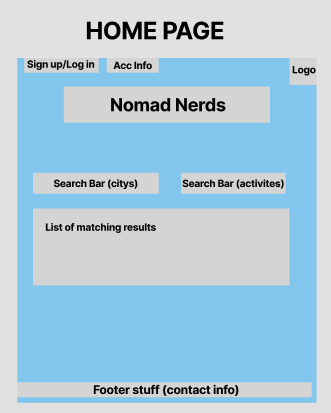 HOME PAGE
Sign up/Log in
Acc Info
Logo
Nomad Nerds
Search Bar (citys)
Search Bar (activites)
List of matching results
Footer stuff (contact info)